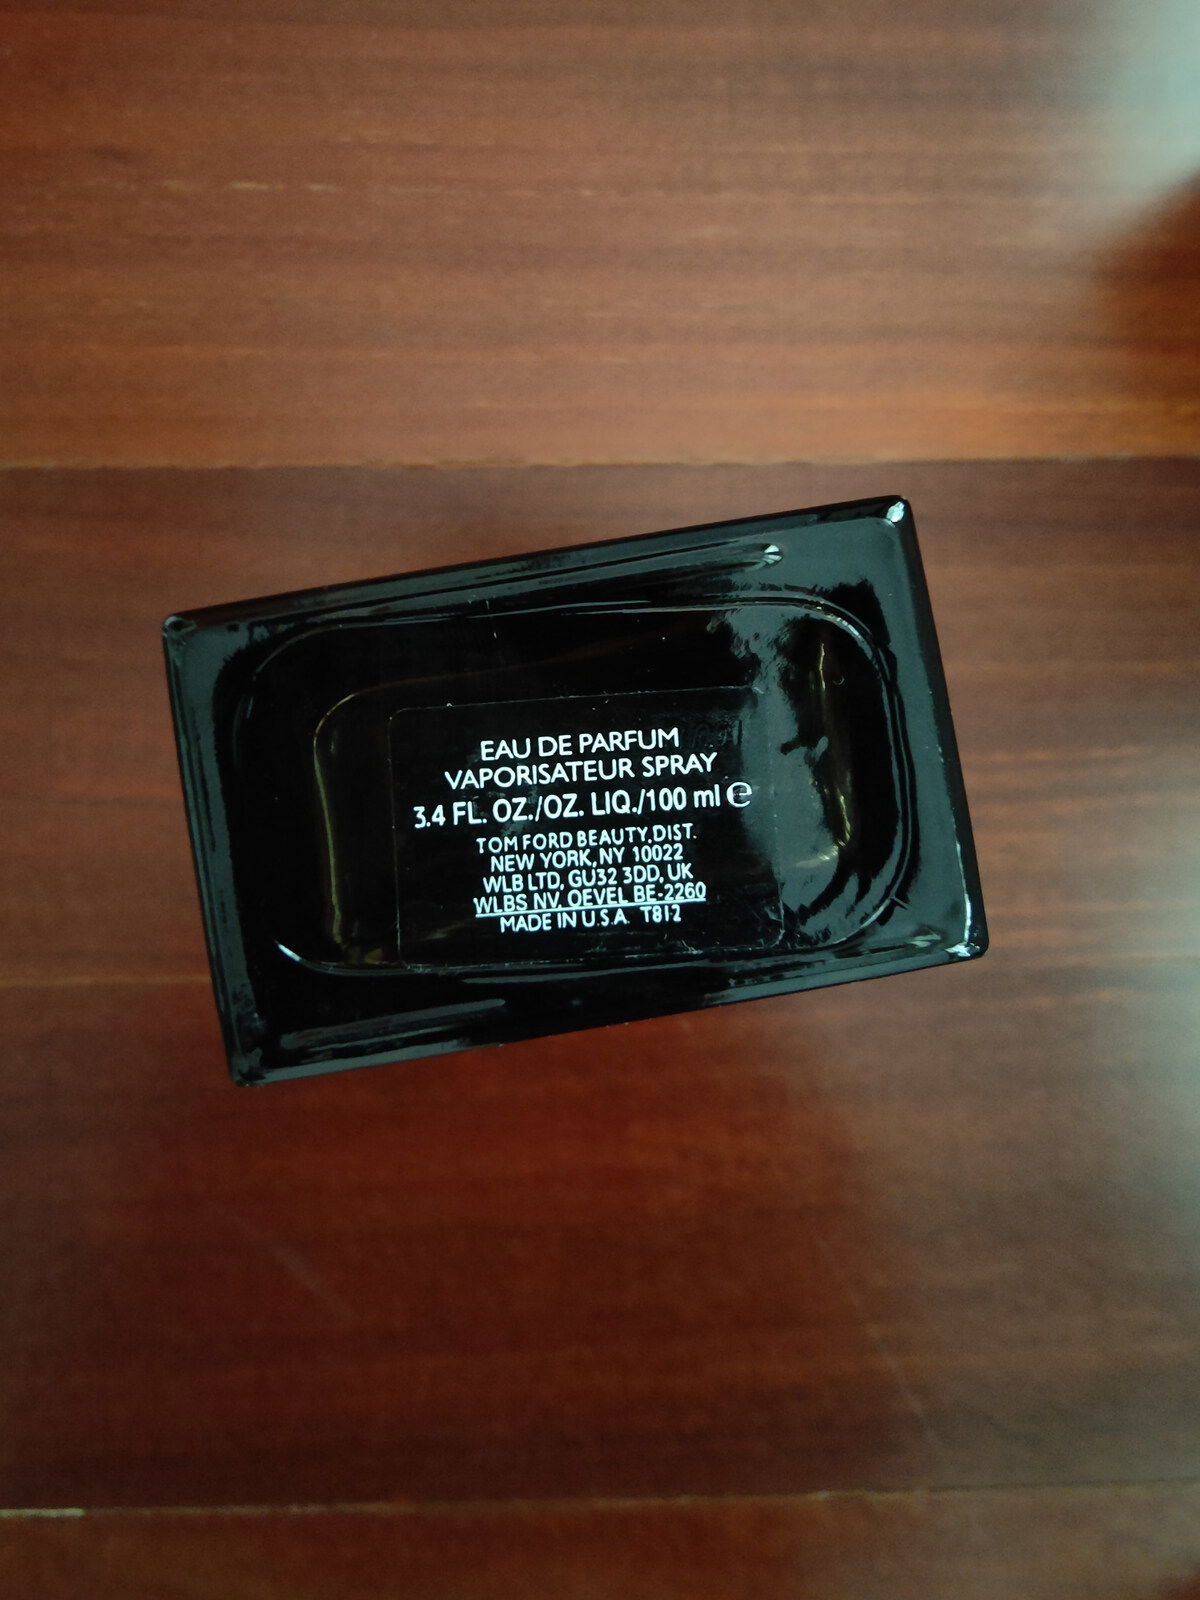 EAU DE PARFUM
VAPORISATEUR SPRAY
3.4 FL. OZ./OZ. LIQ./100 ml ℮
TOM FORD BEAUTY, DIST.
NEW YORK, NY 10022
WLB LTD, GU32 3DD, UK
WLBS NV, OEVEL BE-2260
MADE IN U.S.A. T812